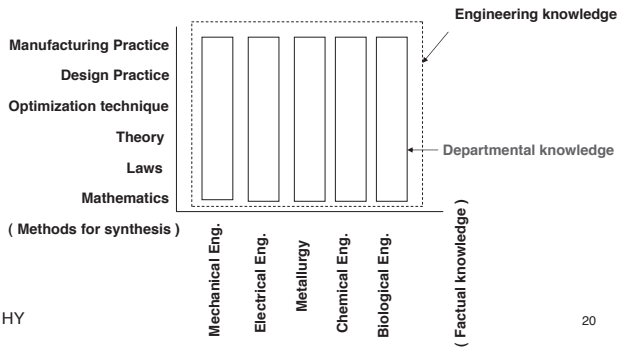 Engineering knowledge
Manufacturing Practice
Design Practice
Optimization technique
Theory
Departmental knowledge
Laws
Mathematics
( Methods for synthesis )
Mechanical Eng.
Electrical Eng.
Metallurgy
Chemical Eng.
Biological Eng.
( Factual knowledge )
HY
20